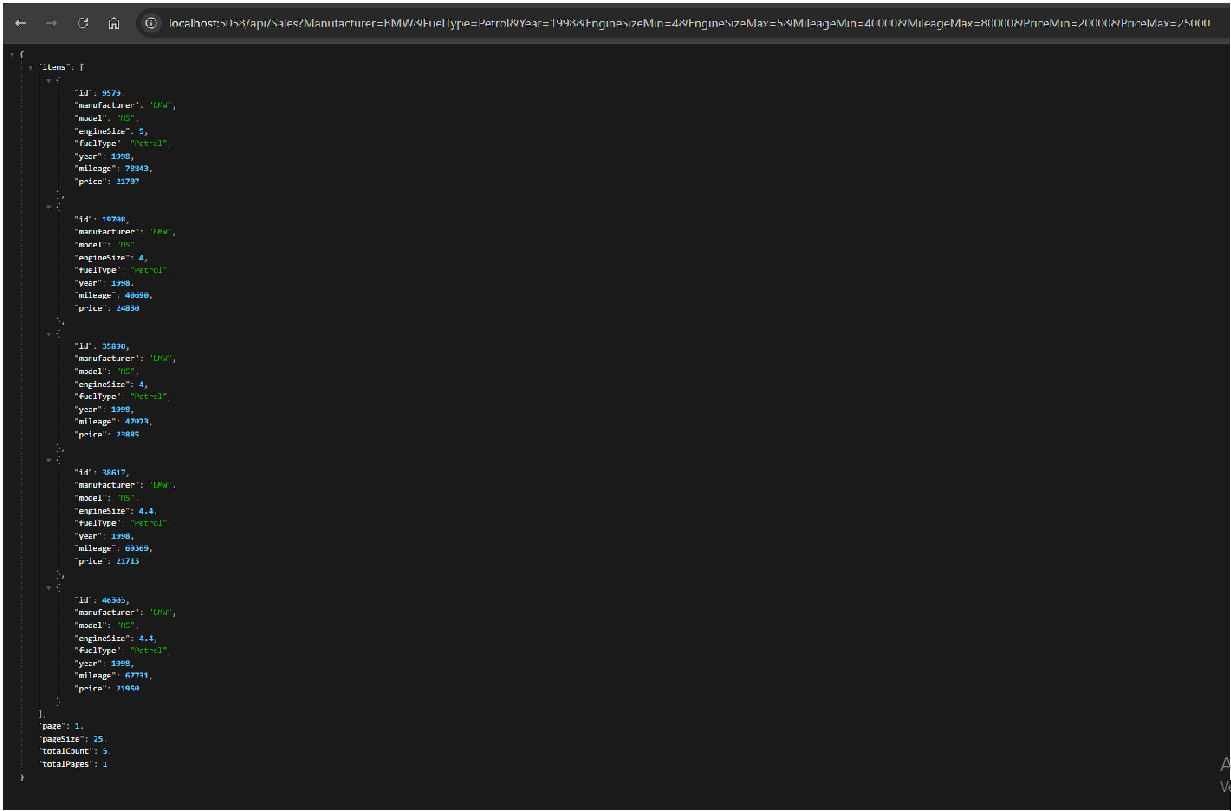 localhost:5058/api/Sales?Manufacturer=BMW&FuelType=Petrol&Year=1998&EngineSizeMin=4&EngineSizeMax=5&MileageMin=40000&MileageMax=80000&PriceMin=20000&PriceMax=25000
{
"items": [
{
"id": 9579,
"manufacturer": "BMW",
"model": "M5",
"engineSize": 5,
"fuelType": "Petrol",
"year": 1998,
"mileage":
"price":
},
{
"id": 19708,
"manufacturer": "BMW",
"model": "M5",
"engineSize": 4,
"fuelType": "Petrol",
"year": 1998,
"mileage": 40690,
"price": 24830
},
{
"id": 35890,
"manufacturer": "BMW",
"model": "M5",
"engineSize": 4,
"fuelType": "Petrol",
"year": 1998,
"mileage": 47073,
"price": 23885
},
{
"id": 38617,
"manufacturer": "BMW",
"model": "M5",
"engineSize": 4.4,
"fuelType": "Petrol",
"year": 1998,
"mileage": 69369,
"price": 21713
},
{
"id": 46303,
"manufacturer": "BMW",
"model": "M5",
"engineSize": 4.4,
"fuelType": "Petrol",
"year": 1998,
"mileage": 67731,
"price": 21950
}
],
"page": 1,
"pageSize": 25,
"totalCount": 5,
"totalPages": 1
}